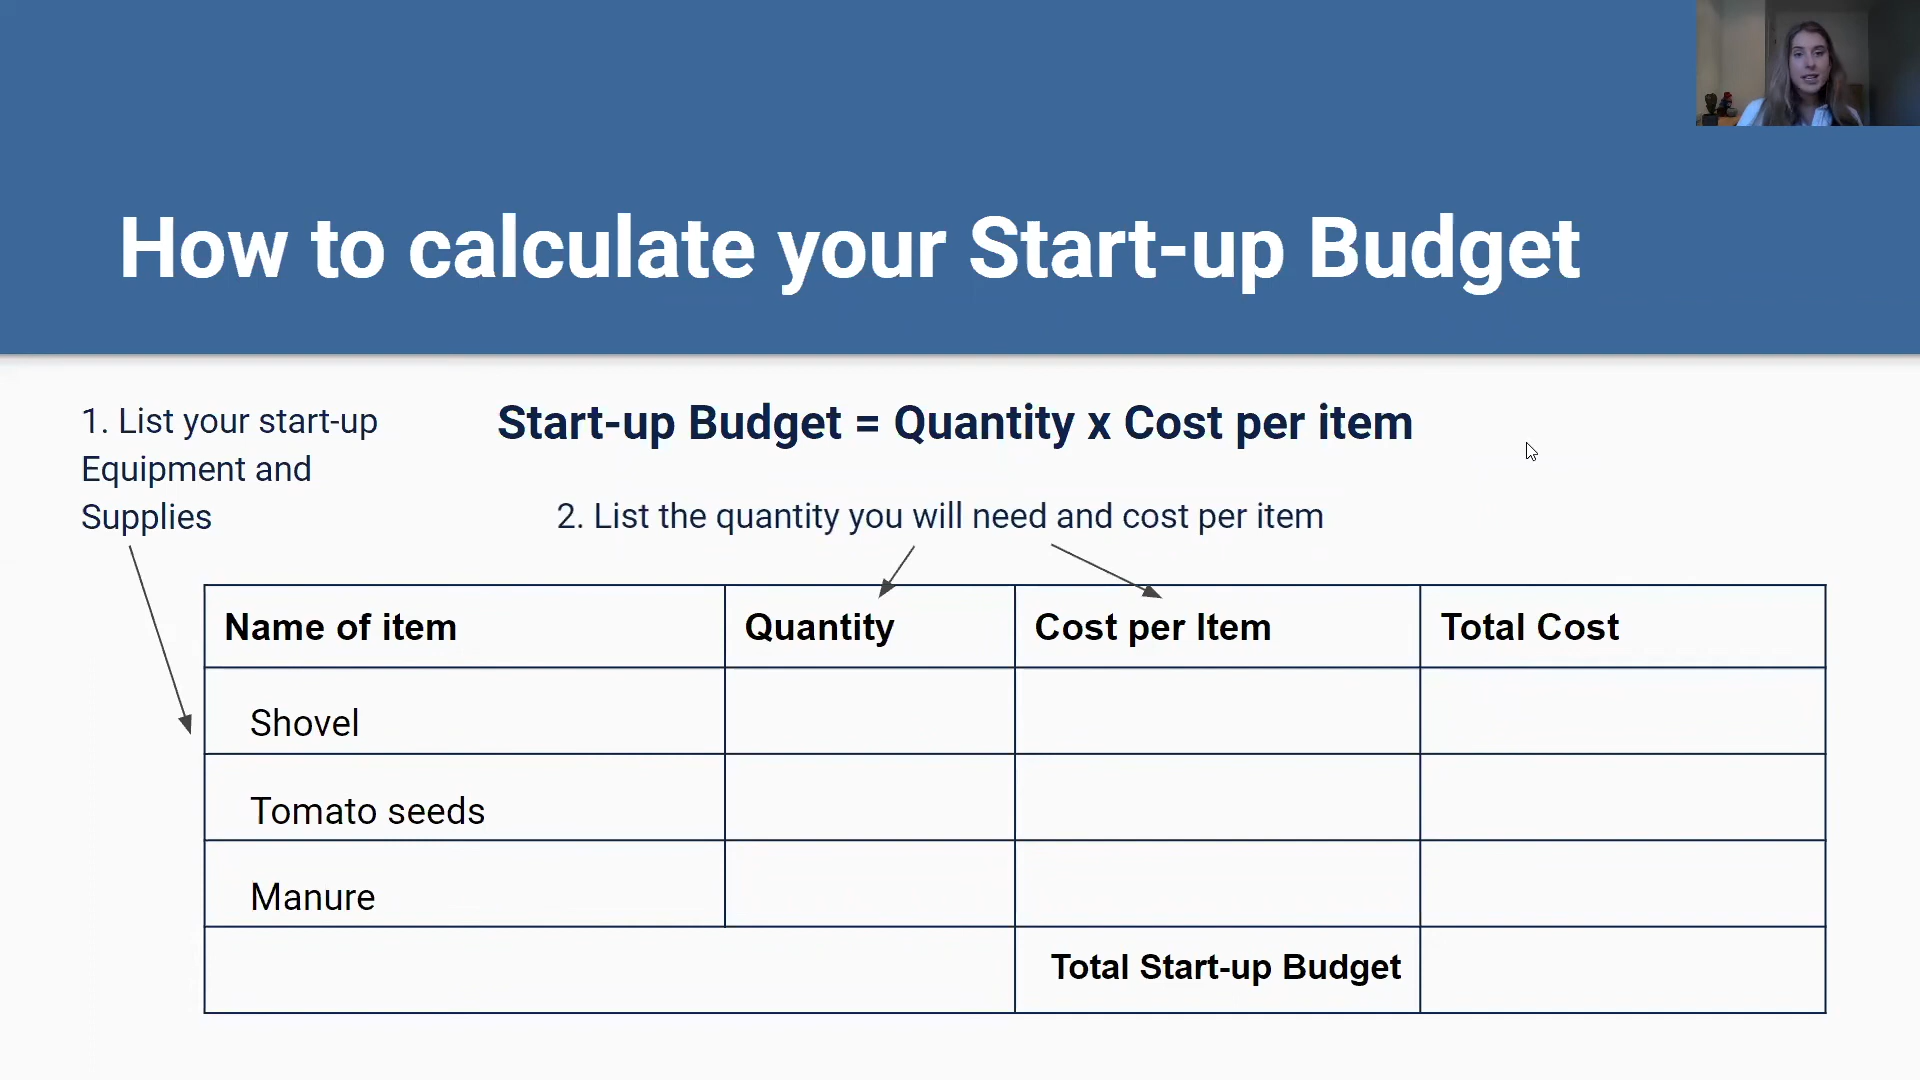 How to calculate your Start-up Budget
1. List your start-up
Equipment and
Supplies
Start-up Budget = Quantity x Cost per item
2. List the quantity you will need and cost per item
Name of item Quantity Cost per Item Total Cost
Shovel
Tomato seeds
Manure
Total Start-up Budget